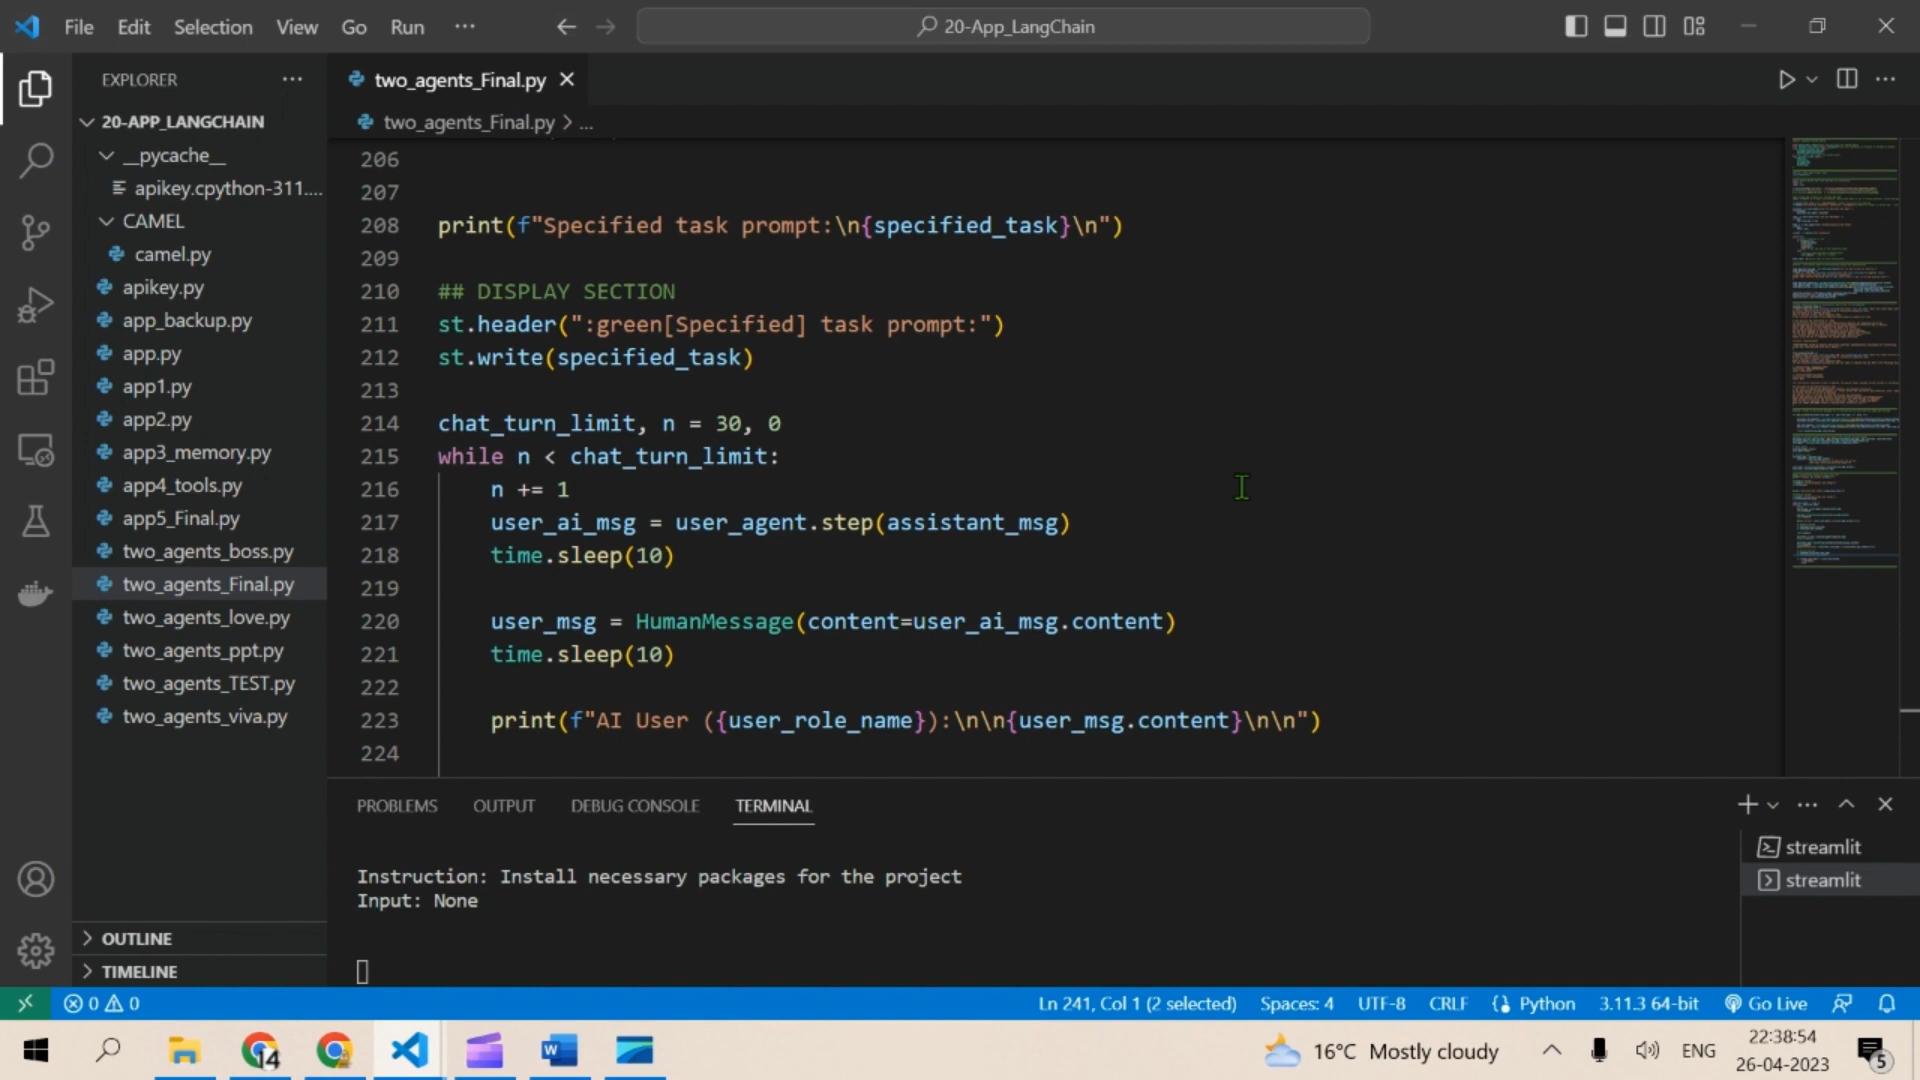 File Edit Selection View Go Run ···
20-App_LangChain
EXPLORER
20-APP_LANGCHAIN
__pycache__
apikey.cpython-311....
CAMEL
camel.py
apikey.py
app_backup.py
app.py
app1.py
app2.py
app3_memory.py
app4_tools.py
app5_Final.py
two_agents_boss.py
two_agents_Final.py
two_agents_love.py
two_agents_ppt.py
two_agents_TEST.py
two_agents_viva.py
OUTLINE
TIMELINE
two_agents_Final.py
two_agents_Final.py > ...
206
207
208 print(f"Specified task prompt:\n{specified_task}\n")
209
210 ## DISPLAY SECTION
211 st.header(":green[Specified] task prompt:")
212 st.write(specified_task)
213
214 chat_turn_limit, n = 30, 0
215 while n < chat_turn_limit:
216 n += 1
217 user_ai_msg = user_agent.step(assistant_msg)
218 time.sleep(10)
219
220 user_msg = HumanMessage(content=user_ai_msg.content)
221 time.sleep(10)
222
223 print(f"AI User ({user_role_name}):\n\n{user_msg.content}\n\n")
224
PROBLEMS OUTPUT DEBUG CONSOLE TERMINAL
Instruction: Install necessary packages for the project
Input: None
streamlit
streamlit
0 0 Ln 241, Col 1 (2 selected) Spaces: 4 UTF-8 CRLF Python 3.11.3 64-bit Go Live
14 16°C Mostly cloudy ENG 22:38:54
26-04-2023 5